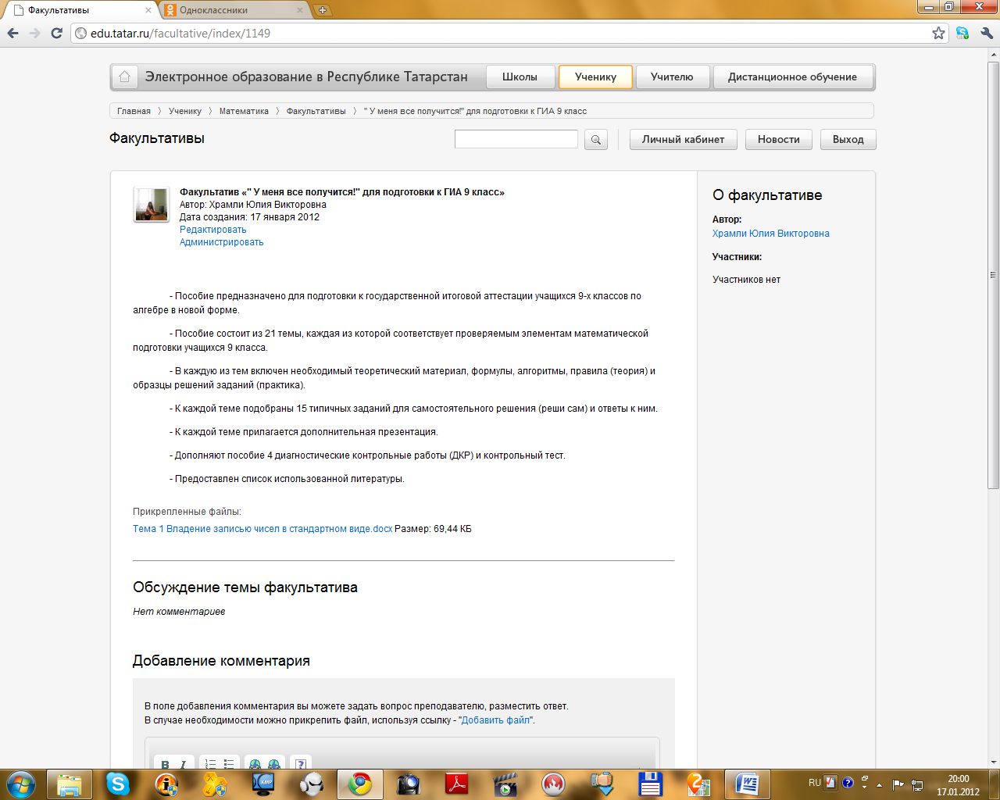 Факультативы
Одноклассники
edu.tatar.ru/facultative/index/1149
Электронное образование в Республике Татарстан
Школы
Ученику
Учителю
Дистанционное обучение
Главная
Ученику
Математика
Факультативы
" У меня все получится!" для подготовки к ГИА 9 класс
Факультативы
Личный кабинет
Новости
Выход
Факультатив «" У меня все получится!" для подготовки к ГИА 9 класс»
Автор: Храмли Юлия Викторовна
Дата создания: 17 января 2012
Редактировать
Администрировать
- Пособие предназначено для подготовки к государственной итоговой аттестации учащихся 9-х классов по
алгебре в новой форме.
- Пособие состоит из 21 темы, каждая из которой соответствует проверяемым элементам математической
подготовки учащихся 9 класса.
- В каждую из тем включен необходимый теоретический материал, формулы, алгоритмы, правила (теория) и
образцы решений заданий (практика).
- К каждой теме подобраны 15 типичных заданий для самостоятельного решения (реши сам) и ответы к ним.
- К каждой теме прилагается дополнительная презентация.
- Дополняют пособие 4 диагностические контрольные работы (ДКР) и контрольный тест.
- Предоставлен список использованной литературы.
Прикрепленные файлы:
Тема 1 Владение записью чисел в стандартном виде.docx Размер: 69,44 КБ
Обсуждение темы факультатива
Нет комментариев
Добавление комментария
В поле добавления комментария вы можете задать вопрос преподавателю, разместить ответ.
В случае необходимости можно прикрепить файл, используя ссылку - "Добавить файл".
О факультативе
Автор:
Храмли Юлия Викторовна
Участники:
Участников нет
RU
20:00
17.01.2012